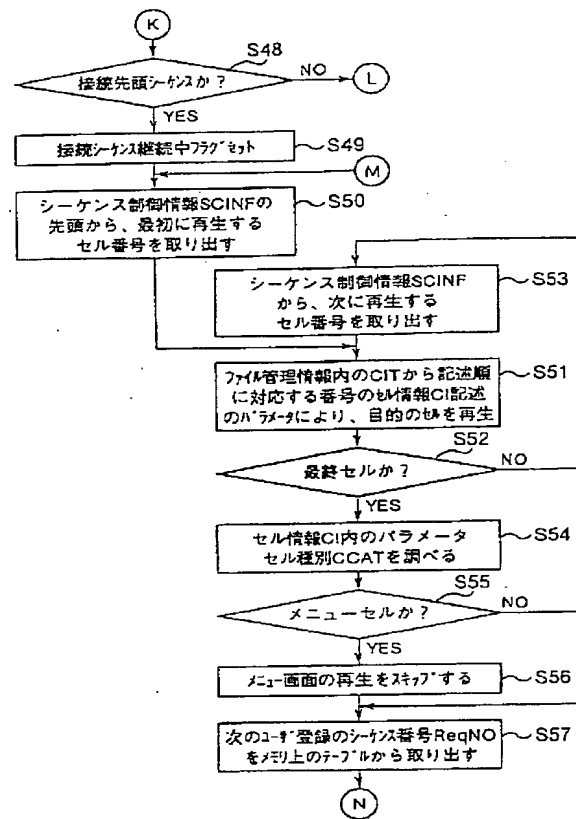 K
S48
接続先頭シーケンスか?
NO
L
YES
接続シーケンス継続中フラグセット
S49
M
シーケンス制御情報SCINFの
先頭から、最初に再生する
セル番号を取り出す
S50
シーケンス制御情報SCINF
から、次に再生する
セル番号を取り出す
S53
ファイル管理情報内のCITから記述順
に対応する番号のセル情報CI記述
のパラメータにより、目的のセルを再生
S51
S52
最終セルか?
NO
YES
セル情報CI内のパラメータ
セル種別CCATを調べる
S54
S55
メニューセルか?
NO
YES
メニュー画面の再生をスキップする
S56
次のユーザ登録のシーケンス番号ReqNO
をメモリ上のテーブルから取り出す
S57
N